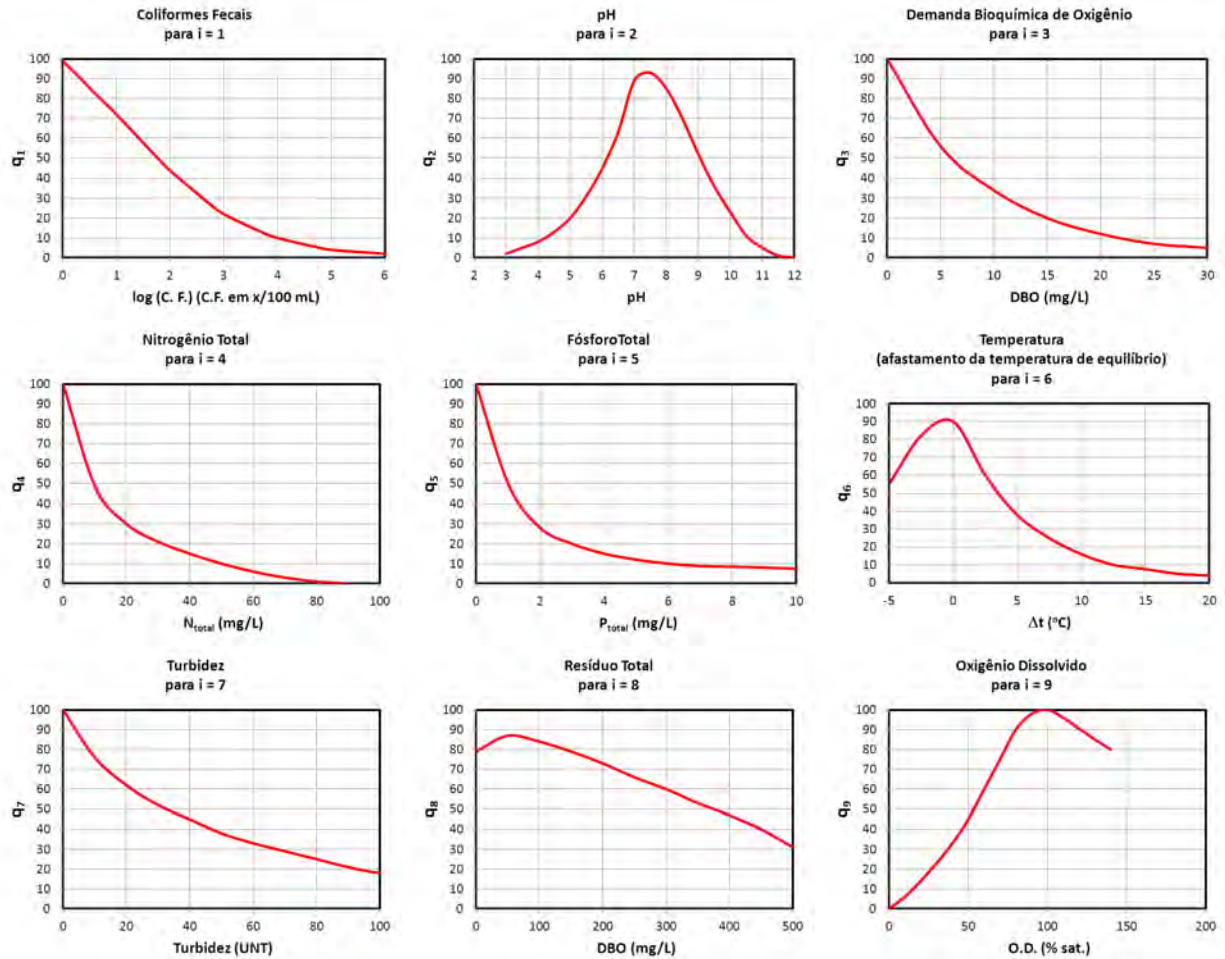 Coliformes Fecais
para i = 1
100
90
80
70
60
50
40
30
20
10
0
q1
0 1 2 3 4 5 6
log (C. F.) (C.F. em x/100 mL)
pH
para i = 2
100
90
80
70
60
50
40
30
20
10
0
q2
2 3 4 5 6 7 8 9 10 11 12
pH
Demanda Bioquímica de Oxigênio
para i = 3
100
90
80
70
60
50
40
30
20
10
0
q3
0 5 10 15 20 25 30
DBO (mg/L)
Nitrogênio Total
para i = 4
100
90
80
70
60
50
40
30
20
10
0
q4
0 20 40 60 80 100
Ntotal (mg/L)
FósforoTotal
para i = 5
100
90
80
70
60
50
40
30
20
10
0
q5
0 2 4 6 8 10
Ptotal (mg/L)
Temperatura
(afastamento da temperatura de equilíbrio)
para i = 6
100
90
80
70
60
50
40
30
20
10
0
q6
-5 0 5 10 15 20
Δt (°C)
Turbidez
para i = 7
100
90
80
70
60
50
40
30
20
10
0
q7
0 20 40 60 80 100
Turbidez (UNT)
Resíduo Total
para i = 8
100
90
80
70
60
50
40
30
20
10
0
q8
0 100 200 300 400 500
DBO (mg/L)
Oxigênio Dissolvido
para i = 9
100
90
80
70
60
50
40
30
20
10
0
q9
0 50 100 150 200
O.D. (% sat.)